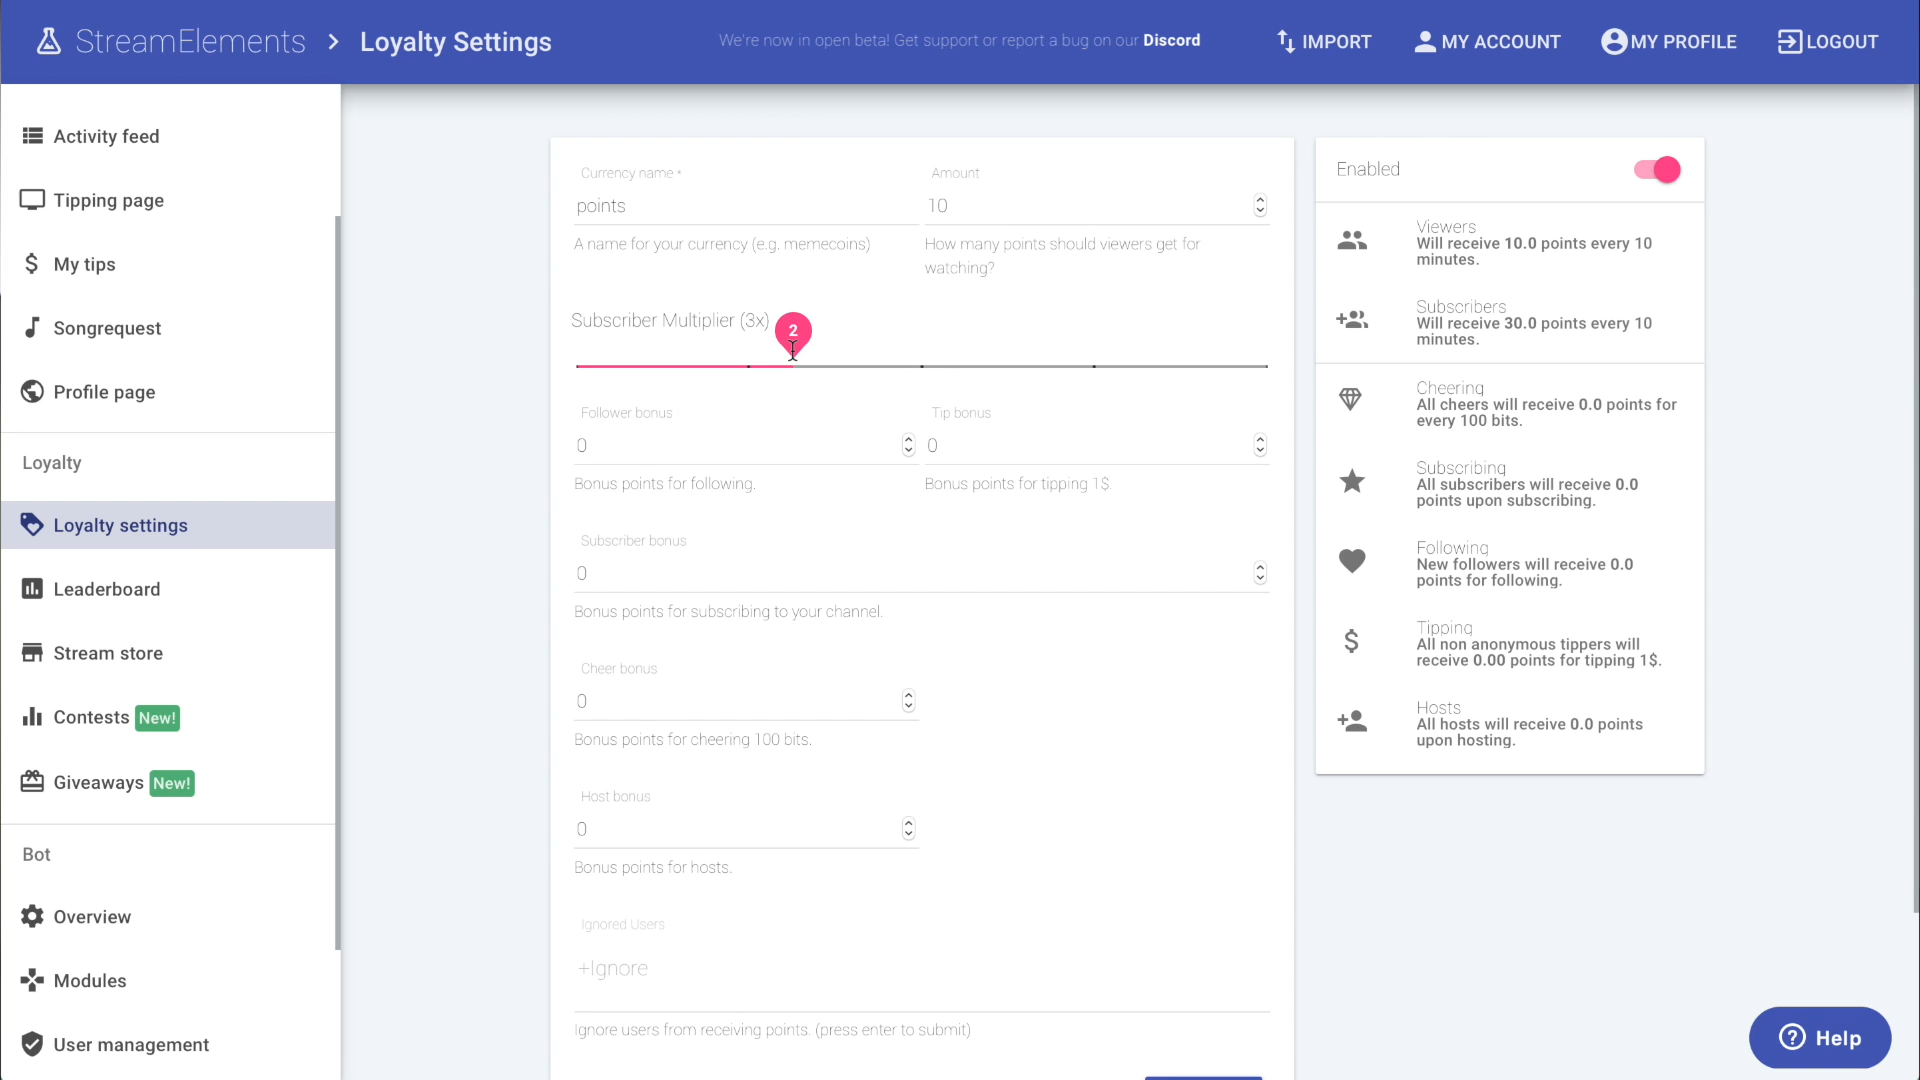 StreamElements > Loyalty Settings
We're now in open beta! Get support or report a bug on our Discord
IMPORT
MY ACCOUNT
MY PROFILE
LOGOUT
Activity feed
Tipping page
My tips
Songrequest
Profile page
Loyalty
Loyalty settings
Leaderboard
Stream store
Contests New!
Giveaways New!
Bot
Overview
Modules
User management
Currency name *
points
A name for your currency (e.g. memecoins)
Amount
10
How many points should viewers get for
watching?
Subscriber Multiplier (3x)
2
Follower bonus
0
Bonus points for following.
Tip bonus
0
Bonus points for tipping 1$.
Subscriber bonus
0
Bonus points for subscribing to your channel.
Cheer bonus
0
Bonus points for cheering 100 bits.
Host bonus
0
Bonus points for hosts.
Ignored Users
+Ignore
Ignore users from receiving points. (press enter to submit)
Enabled
Viewers
Will receive 10.0 points every 10
minutes.
Subscribers
Will receive 30.0 points every 10
minutes.
Cheering
All cheers will receive 0.0 points for
every 100 bits.
Subscribing
All subscribers will receive 0.0
points upon subscribing.
Following
New followers will receive 0.0
points for following.
Tipping
All non anonymous tippers will
receive 0.00 points for tipping 1$.
Hosts
All hosts will receive 0.0 points
upon hosting.
Help